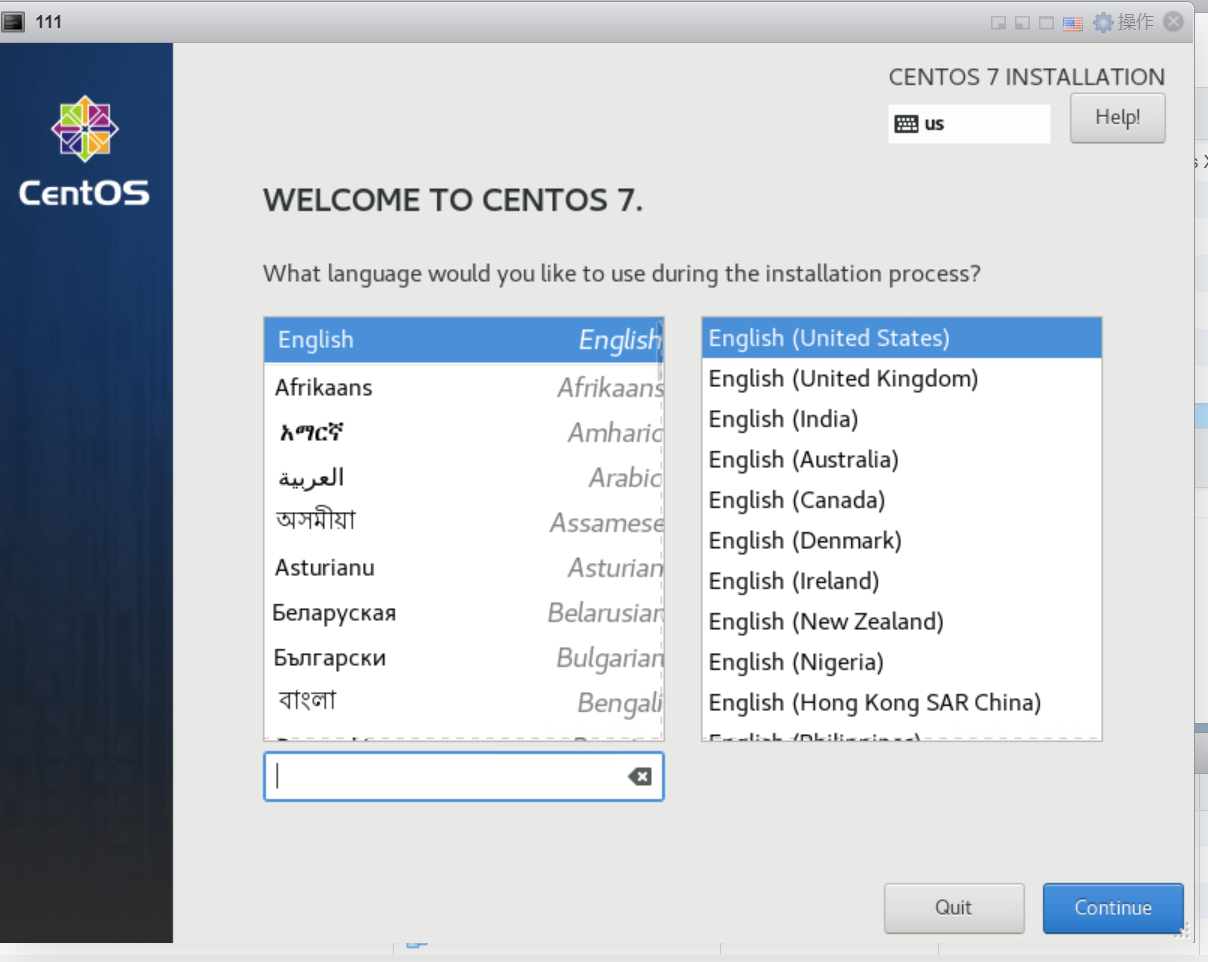 111
操作
CENTOS 7 INSTALLATION
us
Help!
CentOS
WELCOME TO CENTOS 7.
What language would you like to use during the installation process?
English English
Afrikaans Afrikaans
አማርኛ Amharic
العربية Arabic
অসমীয়া Assamese
Asturianu Asturian
Беларуская Belarusian
Български Bulgarian
বাংলা Bengali
English (United States)
English (United Kingdom)
English (India)
English (Australia)
English (Canada)
English (Denmark)
English (Ireland)
English (New Zealand)
English (Nigeria)
English (Hong Kong SAR China)
English (Philippines)
Quit
Continue